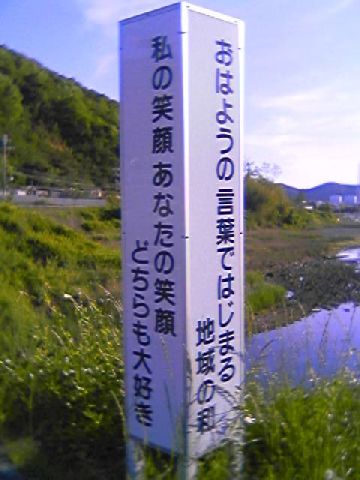 おはようの言葉ではじまる
地域の和
私の笑顔あなたの笑顔
どちらも大好き